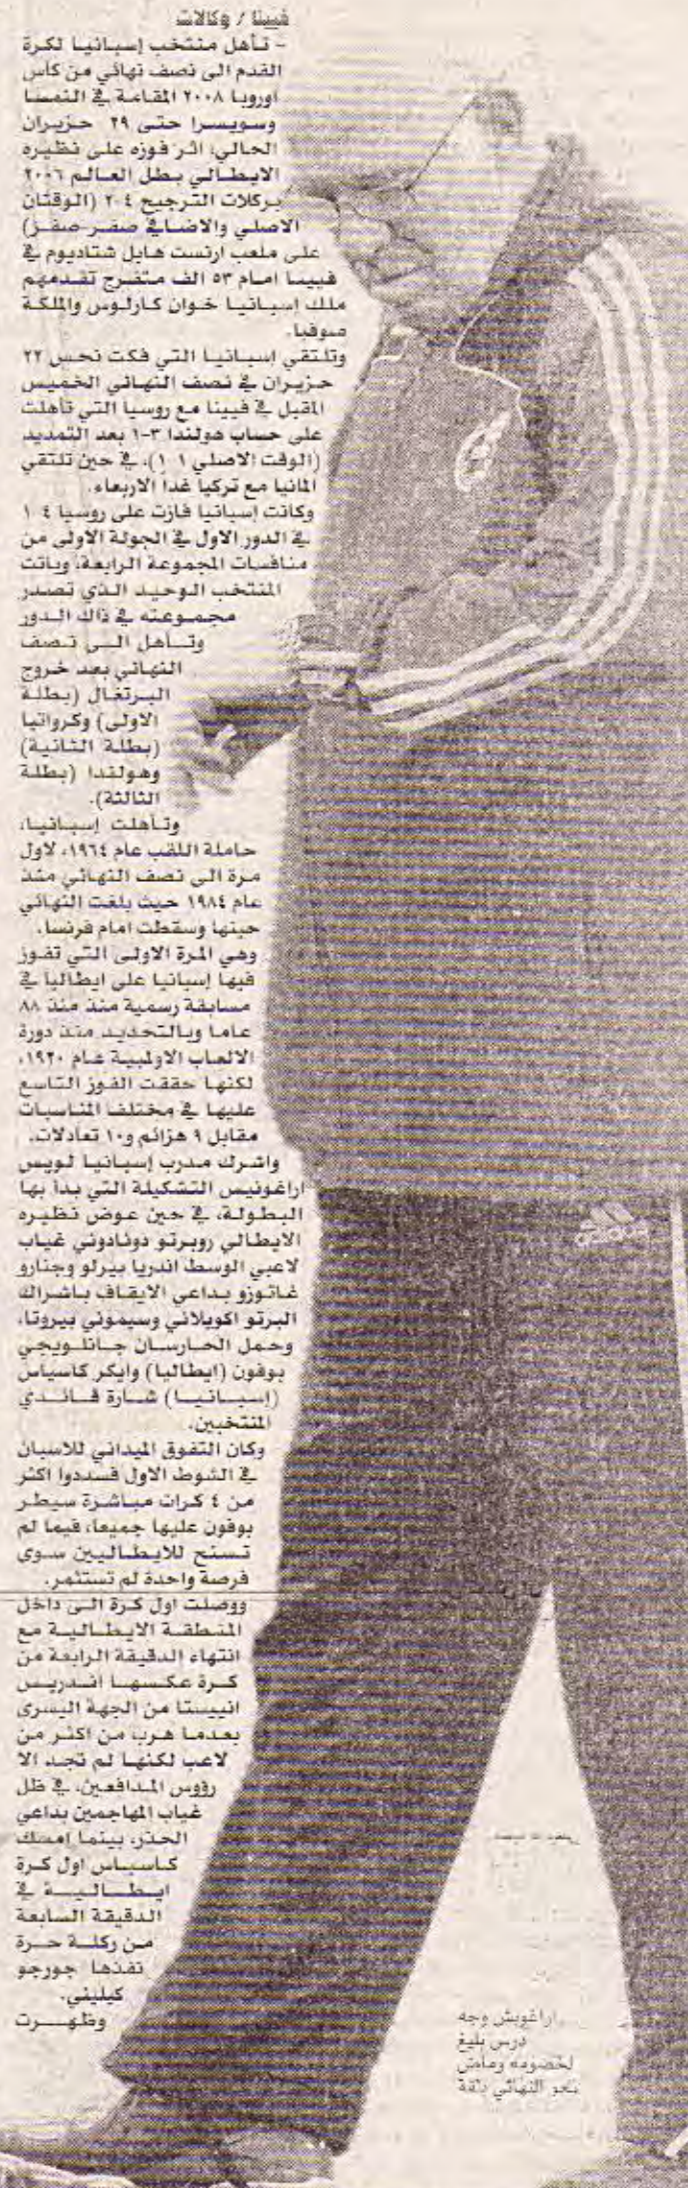 فيينا / وكالات
- تأهل منتخب إسبانيا لكرة
القدم الى نصف نهائي من كأس
اوروبا ٢٠٠٨ المقامة في النمسا
وسويسرا حتى ٢٩ حزيران
الحالي، اثر فوزه على نظيره
الايطالي بطل العالم ٢٠٠٦
بركلات الترجيح ٤-٢ (الوقتان
الاصلي والاضافي صفر-صفر)
على ملعب ارنست هابل شتاديوم في
فيينا امام ٥٣ الف متفرج تقدمهم
ملك إسبانيا خوان كارلوس والملكة
صوفيا.
وتلتقي إسبانيا التي فكت نحس ٢٢
حزيران في نصف النهائي الخميس
المقبل في فيينا مع روسيا التي تأهلت
على حساب هولندا ٣-١ بعد التمديد
(الوقت الاصلي ١-١)، في حين تلتقي
المانيا مع تركيا غدا الاربعاء.
وكانت إسبانيا فازت على روسيا ٤-١
في الدور الاول في الجولة الاولى من
منافسات المجموعة الرابعة، وباتت
المنتخب الوحيد الذي تصدر
مجموعته في ذاك الدور
وتأهل الى نصف
النهائي بعد خروج
البرتغال (بطلة
الاولى) وكرواتيا
(بطلة الثانية)
وهولندا (بطلة
الثالثة).
وتأهلت إسبانيا،
حاملة اللقب عام ١٩٦٤، لاول
مرة الى نصف النهائي منذ
عام ١٩٨٤ حيث بلغت النهائي
حينها وسقطت امام فرنسا.
وهي المرة الاولى التي تفوز
فيها إسبانيا على ايطاليا في
مسابقة رسمية منذ منذ ٨٨
عاما وبالتحديد منذ دورة
الالعاب الاولمبية عام ١٩٢٠،
لكنها حققت الفوز التاسع
عليها في مختلف المناسبات
مقابل ٩ هزائم و١٠ تعادلات.
واشرك مدرب إسبانيا لويس
اراغونيس التشكيلة التي بدأ بها
البطولة، في حين عوض نظيره
الايطالي روبرتو دونادوني غياب
لاعبي الوسط اندريا بيرلو وجنارو
غاتوزو بداعي الايقاف باشراك
البرتو اكويلاني وسيموني بيروتا،
وحمل الحارسان جانلويجي
بوفون (ايطاليا) وايكر كاسياس
(إسبانيا) شارة قائدي
المنتخبين.
وكان التفوق الميداني للاسبان
في الشوط الاول فسددوا اكثر
من ٤ كرات مباشرة سيطر
بوفون عليها جميعا، فيما لم
تسنح للايطاليين سوى
فرصة واحدة لم تستثمر.
ووصلت اول كرة الى داخل
المنطقة الايطالية مع
انتهاء الدقيقة الرابعة من
كرة عكسها اندريس
انييستا من الجهة اليسرى
بعدما هرب من اكثر من
لاعب لكنها لم تجد الا
رؤوس المدافعين، في ظل
غياب المهاجمين بداعي
الحذر، بينما امسك
كاسياس اول كرة
ايطالية في
الدقيقة السابعة
من ركلة حرة
نفذها جورجو
كيليني.
وظهرت
adidas
اراغونيس وجه
درس بليغ
لخصومه وماض
نحو النهائي بثقة